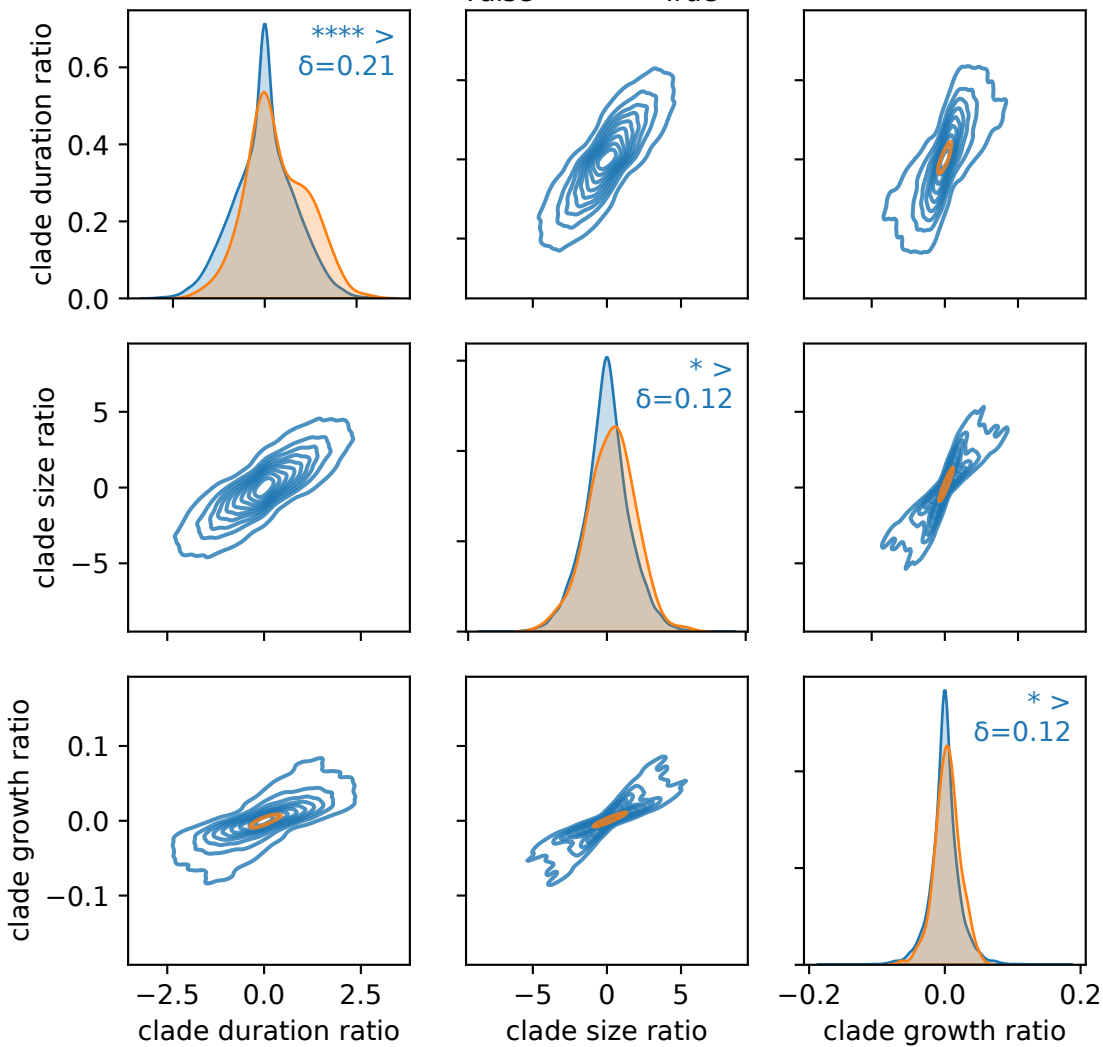 clade duration ratio
0.6
0.4
0.2
0.0
**** >
δ=0.21
clade size ratio
5
0
−5
* >
δ=0.12
clade growth ratio
0.1
0.0
−0.1
* >
δ=0.12
−2.5 0.0 2.5
−5 0 5
−0.2 0.0 0.2
clade duration ratio
clade size ratio
clade growth ratio